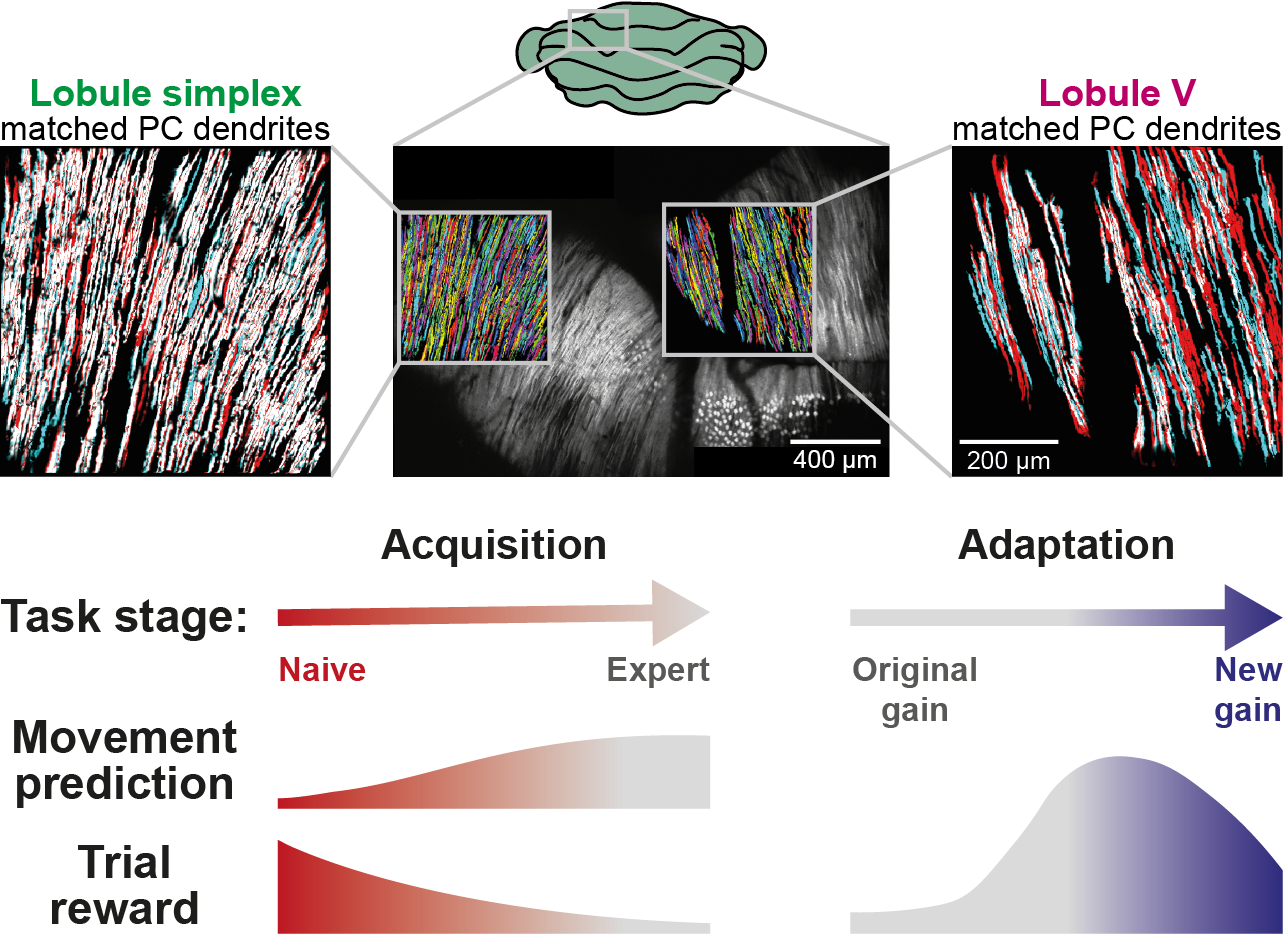 Lobule simplex
matched PC dendrites
Lobule V
matched PC dendrites
400 µm
200 µm
Acquisition
Adaptation
Task stage:
Naive
Expert
Original
gain
New
gain
Movement
prediction
Trial
reward